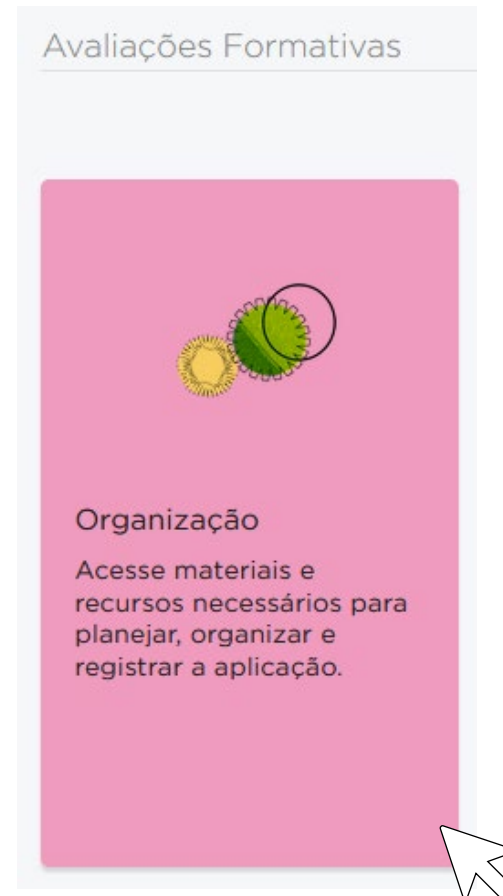 Avaliações Formativas
Organização
Acesse materiais e
recursos necessários para
planejar, organizar e
registrar a aplicação.